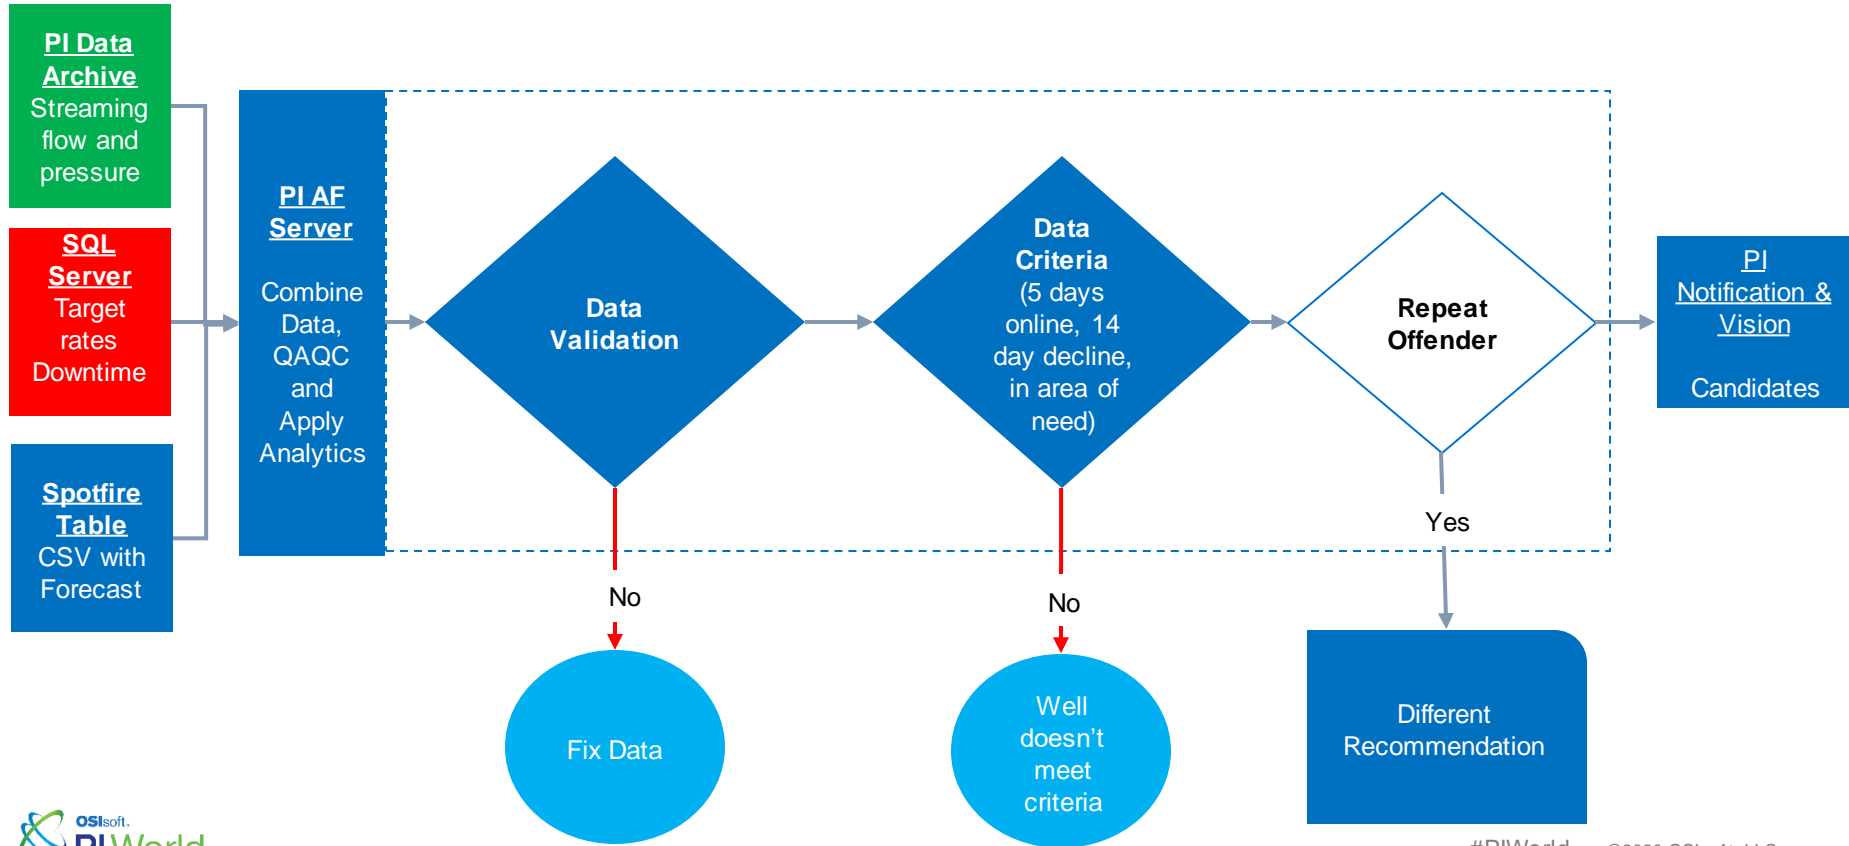 PI Data
Archive
Streaming
flow and
pressure
SQL
Server
Target
rates
Downtime
Spotfire
Table
CSV with
Forecast
PI AF
Server
Combine
Data,
QAQC
and
Apply
Analytics
Data
Validation
No
Fix Data
Data
Criteria
(5 days
online, 14
day decline,
in area of
need)
No
Well
doesn't
meet
criteria
Repeat
Offender
Yes
Different
Recommendation
PI
Notification &
Vision
Candidates
OSIsoft.
PI World
#PIWorld